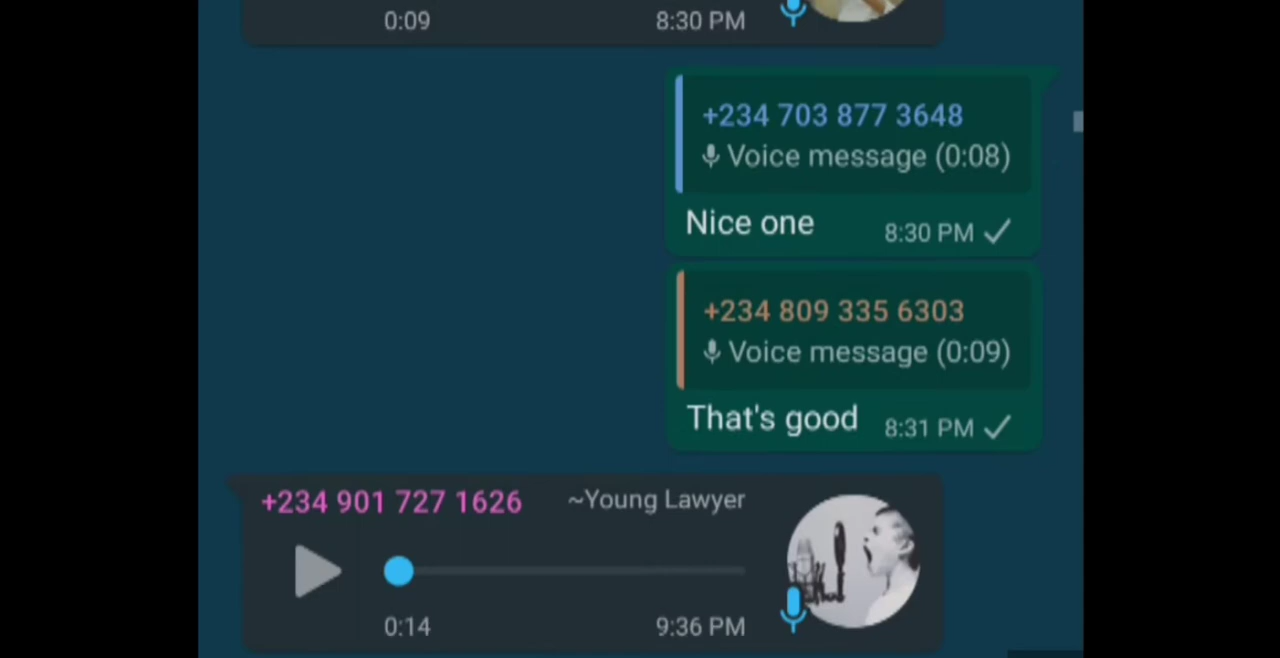 0:09 8:30 PM
+234 703 877 3648
Voice message (0:08)
Nice one 8:30 PM
+234 809 335 6303
Voice message (0:09)
That's good 8:31 PM
+234 901 727 1626 ~Young Lawyer
0:14 9:36 PM